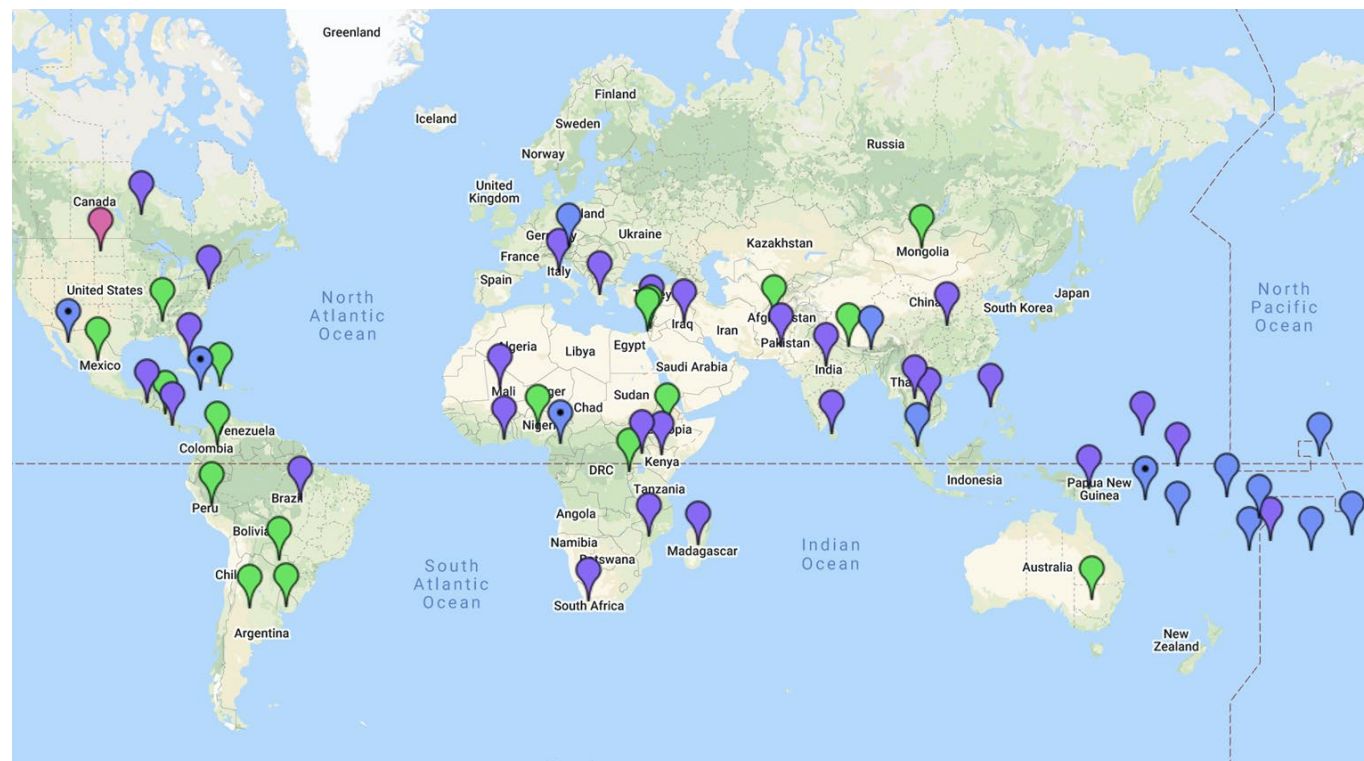 Greenland
Iceland
Finland
Sweden
Norway
Russia
United
Kingdom
Canada
Ukraine
Kazakhstan
Mongolia
France
Italy
Spain
United States
North
Atlantic
Ocean
Iraq
Iran
Pakistan
China
South Korea
Japan
North
Pacific
Ocean
Mexico
Libya
Egypt
Saudi Arabia
India
Mali
Chad
Sudan
Colombia
DRC
Kenya
Indonesia
Papua New
Guinea
Peru
Tanzania
Angola
Namibia
Madagascar
Indian
Ocean
South
Atlantic
Ocean
South Africa
Australia
Argentina
New
Zealand